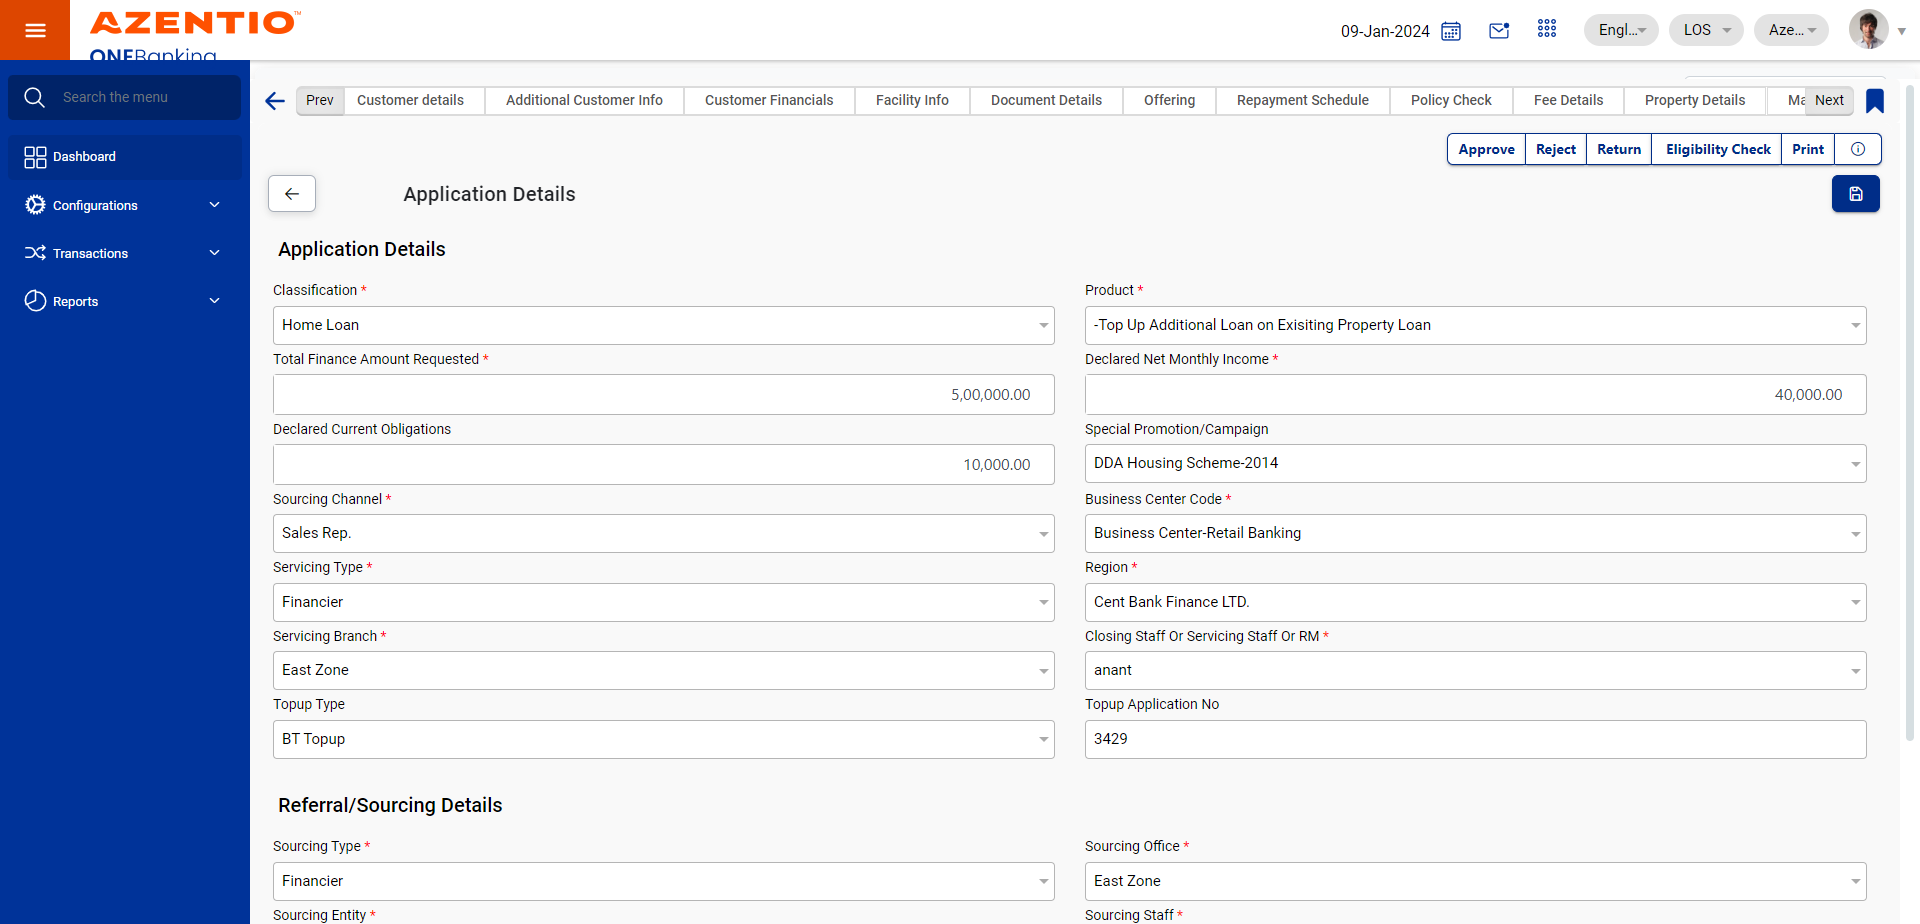 AZENTIO™
ONEBanking
09-Jan-2024
Engl...
LOS
Aze...
Search the menu
Dashboard
Configurations
Transactions
Reports
Prev
Customer details
Additional Customer Info
Customer Financials
Facility Info
Document Details
Offering
Repayment Schedule
Policy Check
Fee Details
Property Details
Ma
Next
Approve
Reject
Return
Eligibility Check
Print
Application Details
Application Details
Classification *
Product *
Home Loan
-Top Up Additional Loan on Exisiting Property Loan
Total Finance Amount Requested *
Declared Net Monthly Income *
5,00,000.00
40,000.00
Declared Current Obligations
Special Promotion/Campaign
10,000.00
DDA Housing Scheme-2014
Sourcing Channel *
Business Center Code *
Sales Rep.
Business Center-Retail Banking
Servicing Type *
Region *
Financier
Cent Bank Finance LTD.
Servicing Branch *
Closing Staff Or Servicing Staff Or RM *
East Zone
anant
Topup Type
Topup Application No
BT Topup
3429
Referral/Sourcing Details
Sourcing Type *
Sourcing Office *
Financier
East Zone
Sourcing Entity *
Sourcing Staff *